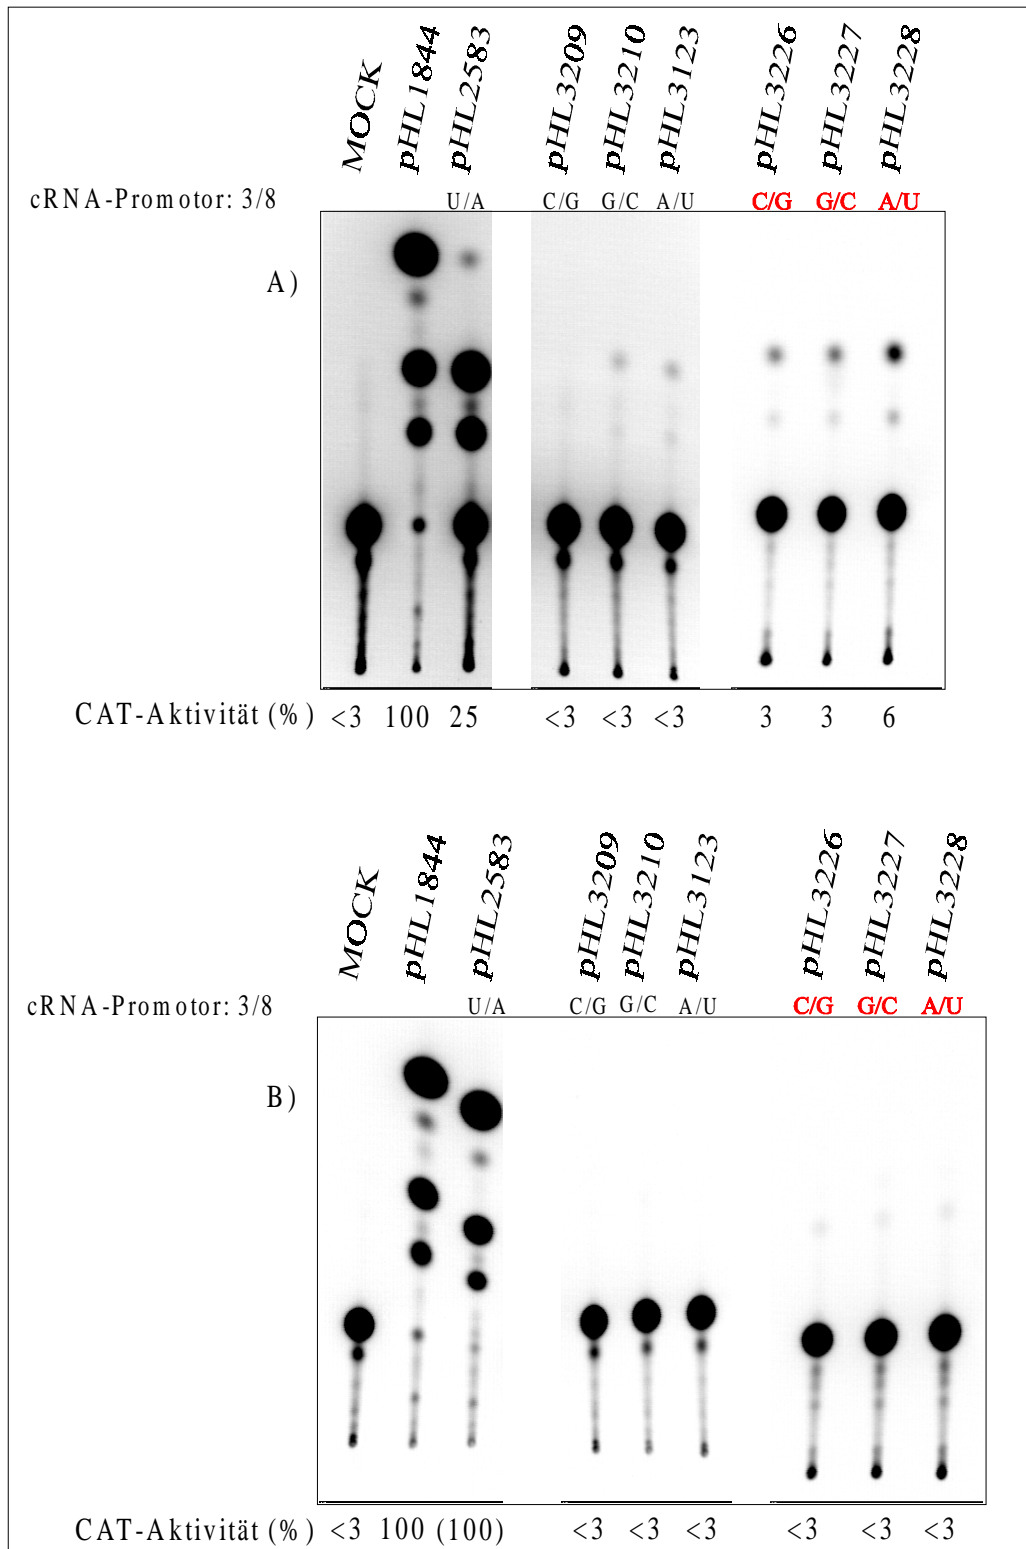 MOCK pHL1844 pHL2583 pHL3209 pHL3210 pHL3123 pHL3226 pHL3227 pHL3228
cRNA-Promotor: 3/8 U/A C/G G/C A/U C/G G/C A/U
A)
CAT-Aktivität (%) <3 100 25 <3 <3 <3 3 3 6
MOCK pHL1844 pHL2583 pHL3209 pHL3210 pHL3123 pHL3226 pHL3227 pHL3228
cRNA-Promotor: 3/8 U/A C/G G/C A/U C/G G/C A/U
B)
CAT-Aktivität (%) <3 100 (100) <3 <3 <3 <3 <3 <3